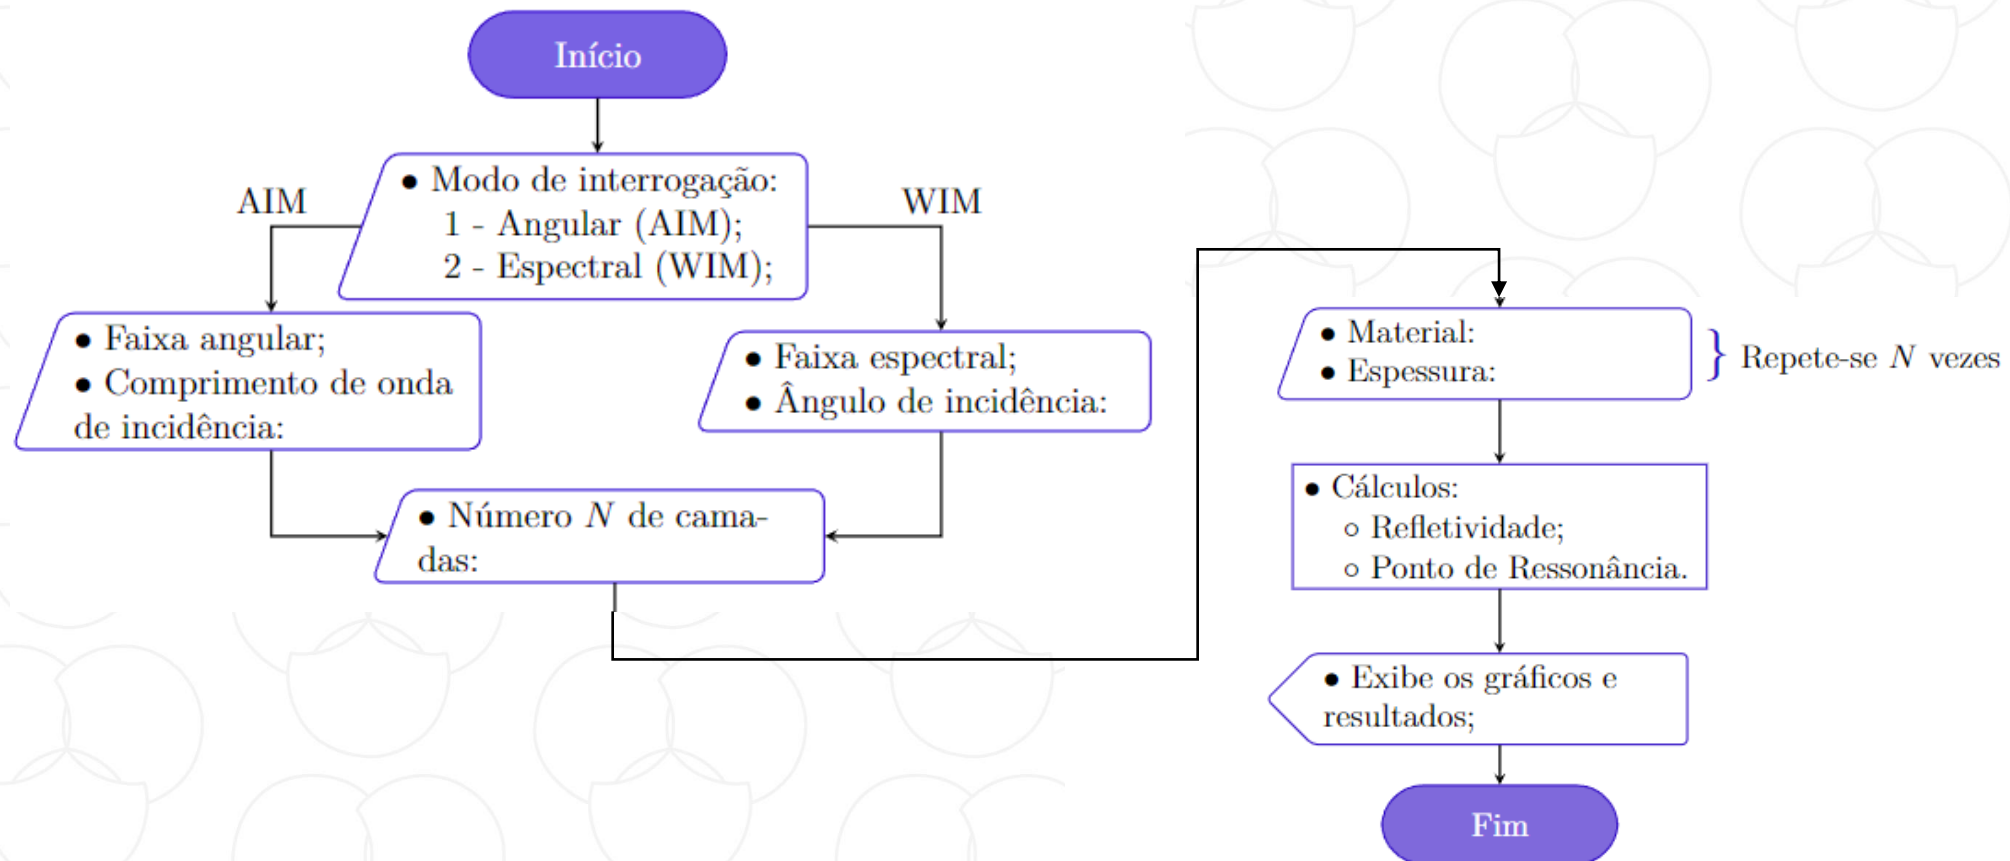 Início
● Modo de interrogação:
1 - Angular (AIM);
2 - Espectral (WIM);
AIM
WIM
● Faixa angular;
● Comprimento de onda
de incidência:
● Faixa espectral;
● Ângulo de incidência:
● Número N de cama-
das:
● Material:
● Espessura:
} Repete-se N vezes
● Cálculos:
○ Refletividade;
○ Ponto de Ressonância.
● Exibe os gráficos e
resultados;
Fim